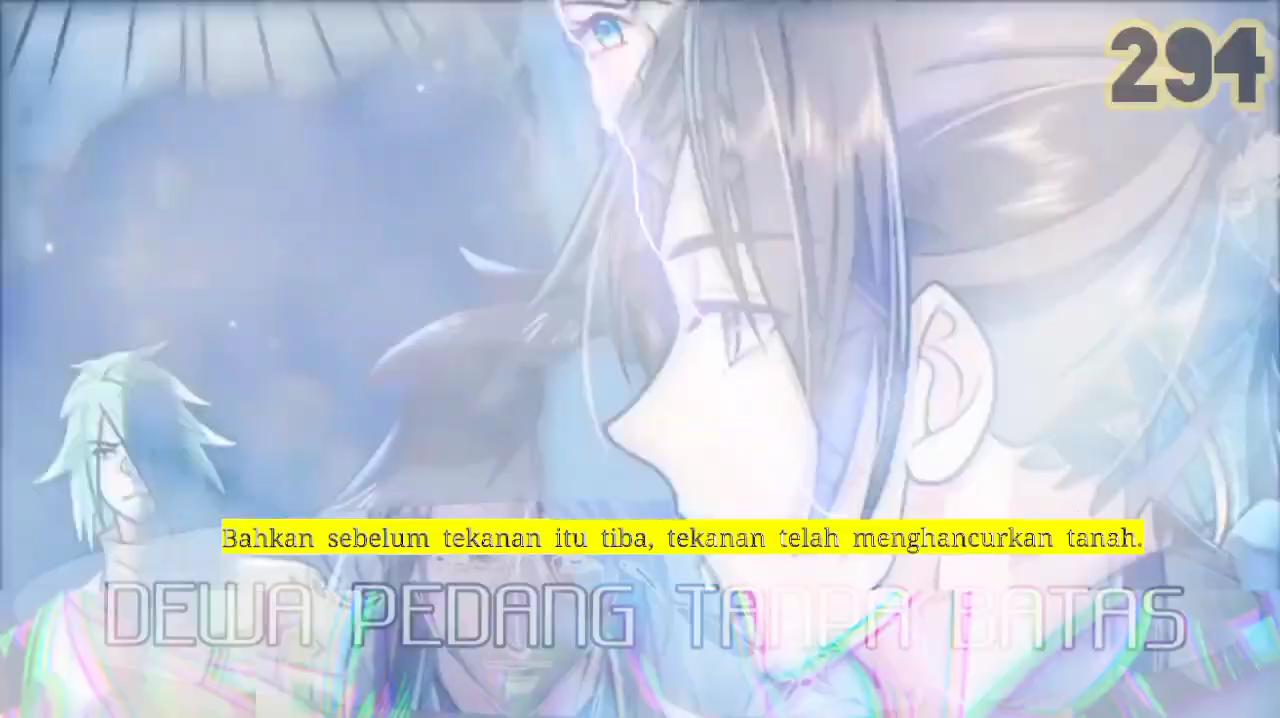 294
Bahkan sebelum tekanan itu tiba, tekanan telah menghancurkan tanah.
DEWA PEDANG TANPA BATAS